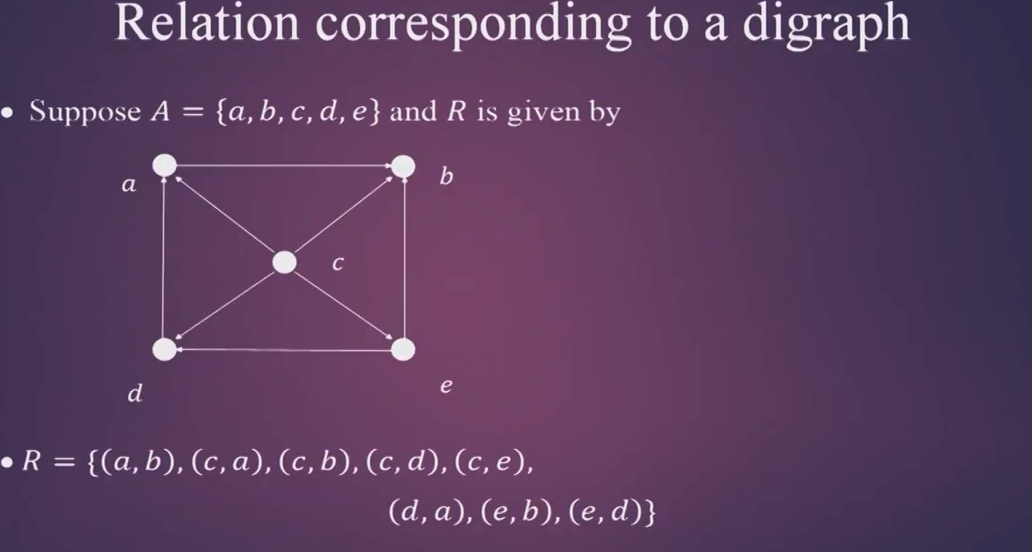 Relation corresponding to a digraph
• Suppose A = {a, b, c, d, e} and R is given by
a
b
c
d
e
• R = {(a, b), (c, a), (c, b), (c, d), (c, e),
(d, a), (e, b), (e, d)}